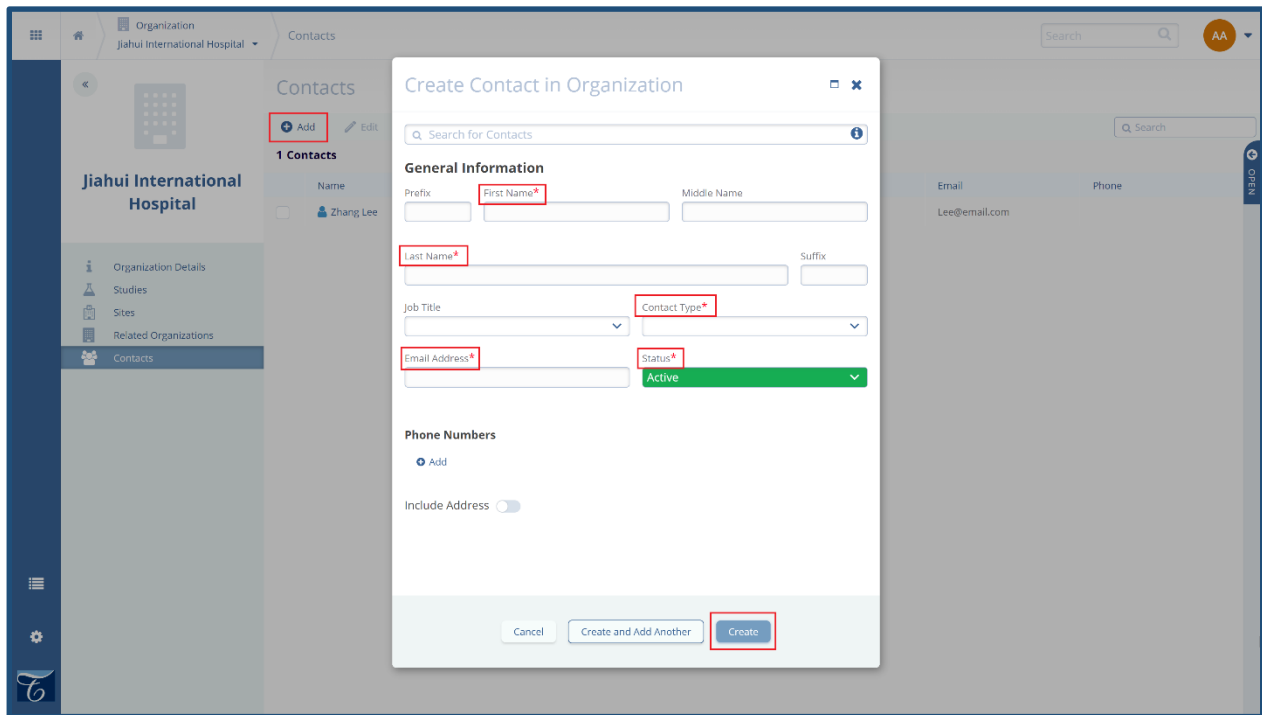 Organization
Jiahui International Hospital
Contacts
Search
AA
Contacts
Add
Edit
Search
1 Contacts
Name
Email
Phone
OPEN
Zhang Lee
Lee@email.com
Jiahui International
Hospital
Organization Details
Studies
Sites
Related Organizations
Contacts
Create Contact in Organization
Search for Contacts
General Information
Prefix
First Name*
Middle Name
Last Name*
Suffix
Job Title
Contact Type*
Email Address*
Status*
Active
Phone Numbers
Add
Include Address
Cancel
Create and Add Another
Create